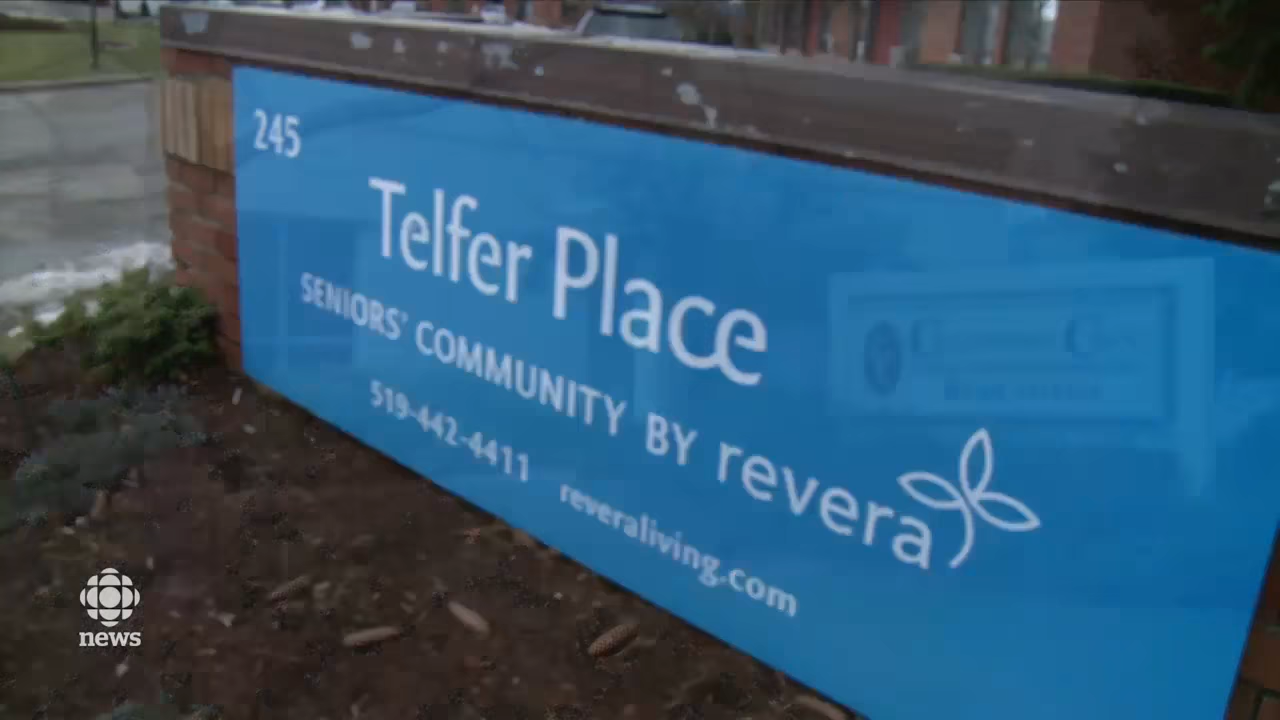 245
Telfer Place
SENIORS' COMMUNITY BY revera
519-442-4411 reveraliving.com
news